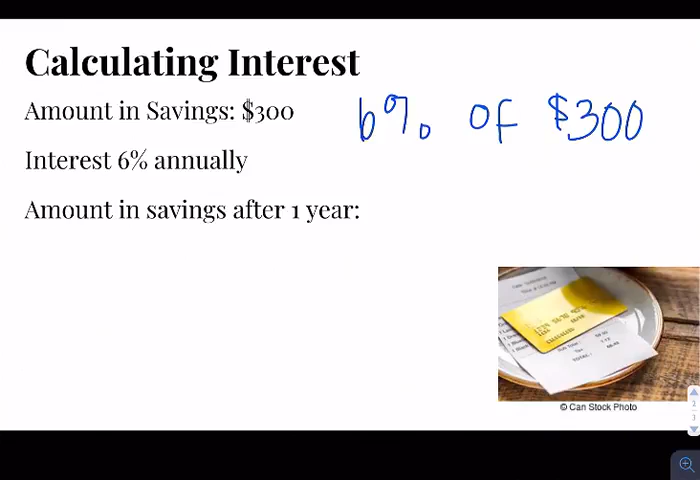 Calculating Interest
Amount in Savings: $300
6% of $300
Interest 6% annually
Amount in savings after 1 year:
TOTAL:
© Can Stock Photo